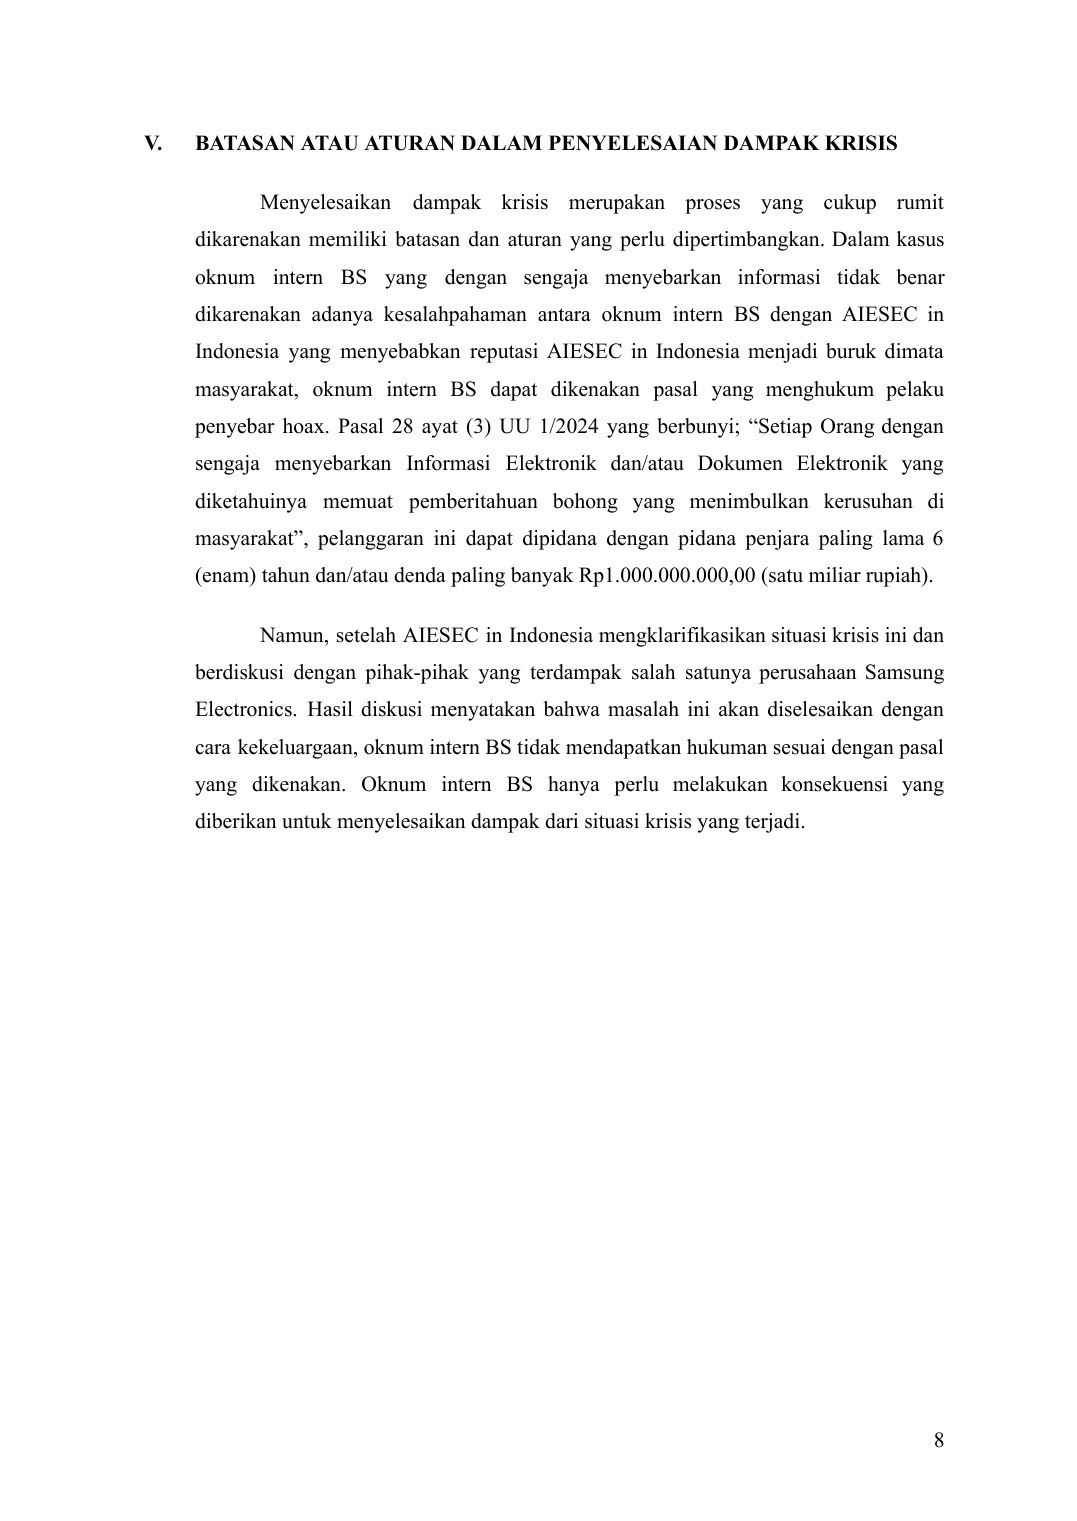 V. BATASAN ATAU ATURAN DALAM PENYELESAIAN DAMPAK KRISIS
Menyelesaikan dampak krisis merupakan proses yang cukup rumit
dikarenakan memiliki batasan dan aturan yang perlu dipertimbangkan. Dalam kasus
oknum intern BS yang dengan sengaja menyebarkan informasi tidak benar
dikarenakan adanya kesalahpahaman antara oknum intern BS dengan AIESEC in
Indonesia yang menyebabkan reputasi AIESEC in Indonesia menjadi buruk dimata
masyarakat, oknum intern BS dapat dikenakan pasal yang menghukum pelaku
penyebar hoax. Pasal 28 ayat (3) UU 1/2024 yang berbunyi; “Setiap Orang dengan
sengaja menyebarkan Informasi Elektronik dan/atau Dokumen Elektronik yang
diketahuinya memuat pemberitahuan bohong yang menimbulkan kerusuhan di
masyarakat”, pelanggaran ini dapat dipidana dengan pidana penjara paling lama 6
(enam) tahun dan/atau denda paling banyak Rp1.000.000.000,00 (satu miliar rupiah).
Namun, setelah AIESEC in Indonesia mengklarifikasikan situasi krisis ini dan
berdiskusi dengan pihak-pihak yang terdampak salah satunya perusahaan Samsung
Electronics. Hasil diskusi menyatakan bahwa masalah ini akan diselesaikan dengan
cara kekeluargaan, oknum intern BS tidak mendapatkan hukuman sesuai dengan pasal
yang dikenakan. Oknum intern BS hanya perlu melakukan konsekuensi yang
diberikan untuk menyelesaikan dampak dari situasi krisis yang terjadi.
8